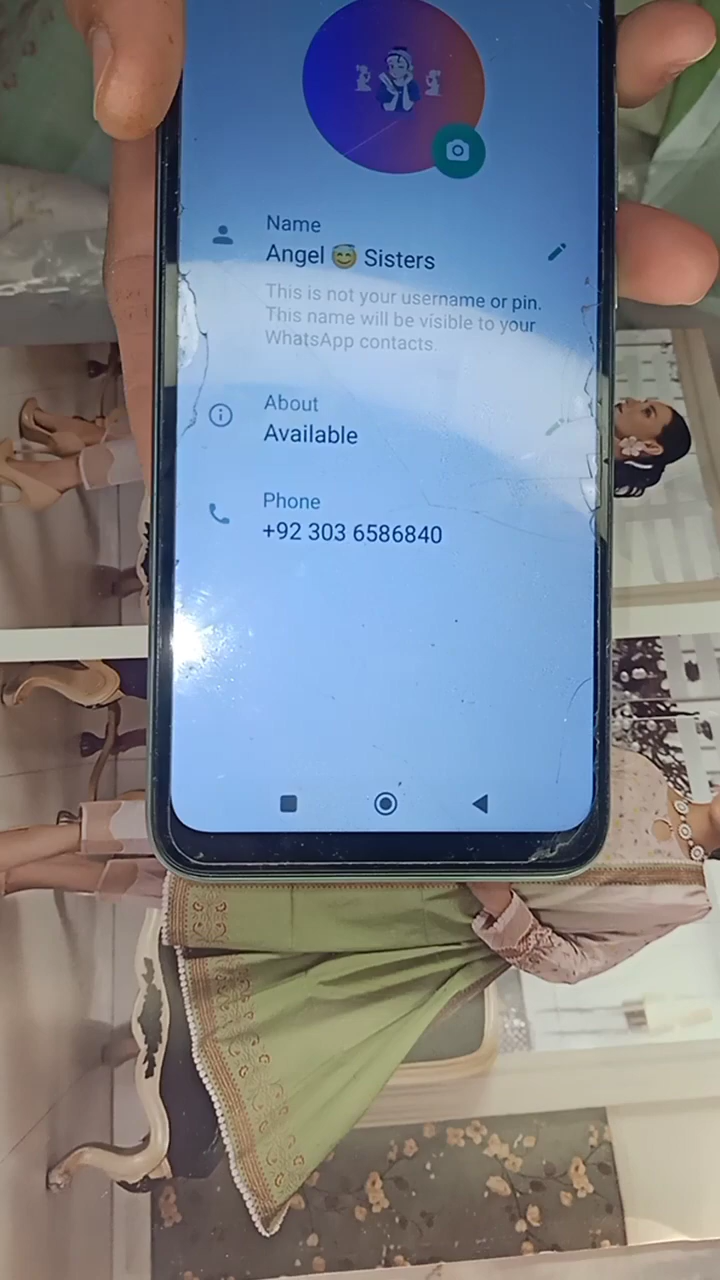 Name
Angel 😇 Sisters
This is not your username or pin.
This name will be visible to your
WhatsApp contacts.
About
Available
Phone
+92 303 6586840